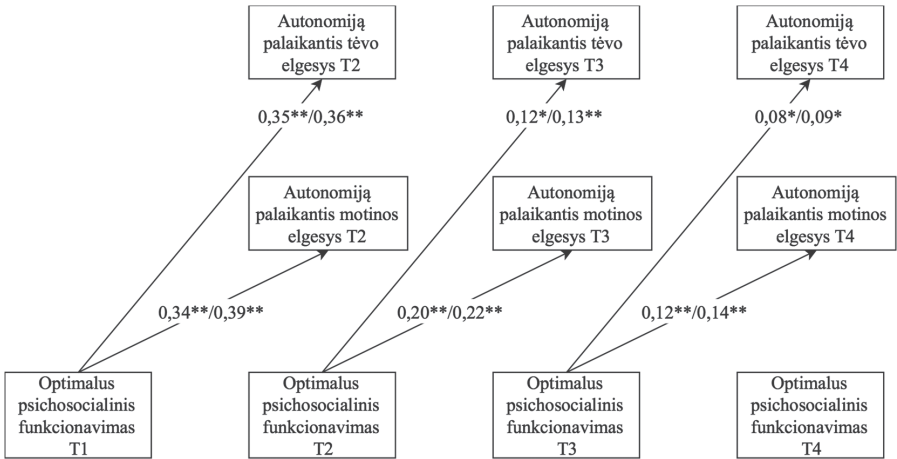 Autonomiją
palaikantis tėvo
elgesys T2
Autonomiją
palaikantis tėvo
elgesys T3
Autonomiją
palaikantis tėvo
elgesys T4
0,35**/0,36**
0,12*/0,13**
0,08*/0,09*
Autonomiją
palaikantis motinos
elgesys T2
Autonomiją
palaikantis motinos
elgesys T3
Autonomiją
palaikantis motinos
elgesys T4
0,34**/0,39**
0,20**/0,22**
0,12**/0,14**
Optimalus
psichosocialinis
funkcionavimas
T1
Optimalus
psichosocialinis
funkcionavimas
T2
Optimalus
psichosocialinis
funkcionavimas
T3
Optimalus
psichosocialinis
funkcionavimas
T4